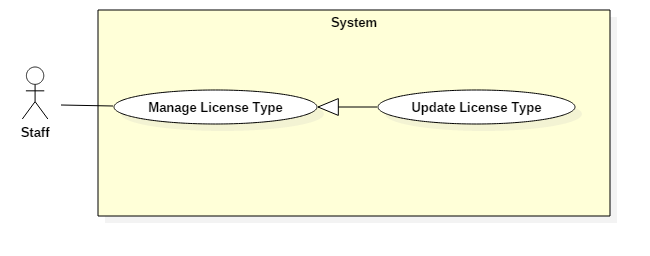 System
Manage License Type
Update License Type
Staff